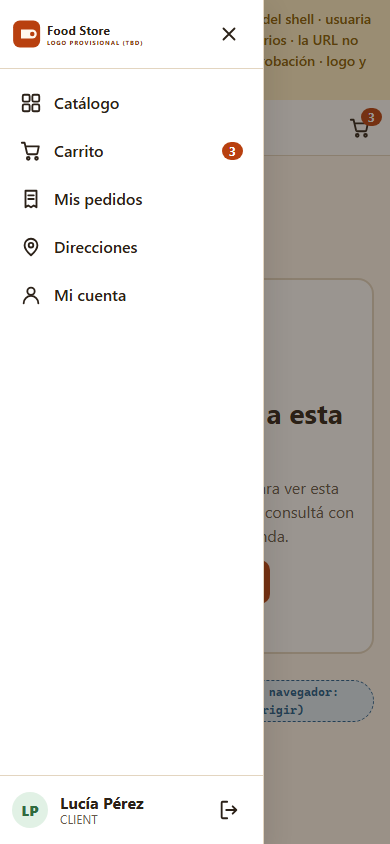 Food Store
LOGO PROVISIONAL (TBD)
Catálogo
Carrito
3
Mis pedidos
Direcciones
Mi cuenta
LP
Lucía Pérez
CLIENT
del shell · usuaria
rios · la URL no
obación · logo y
3
a esta
ara ver esta
consultá con
nda.
navegador:
rigir)